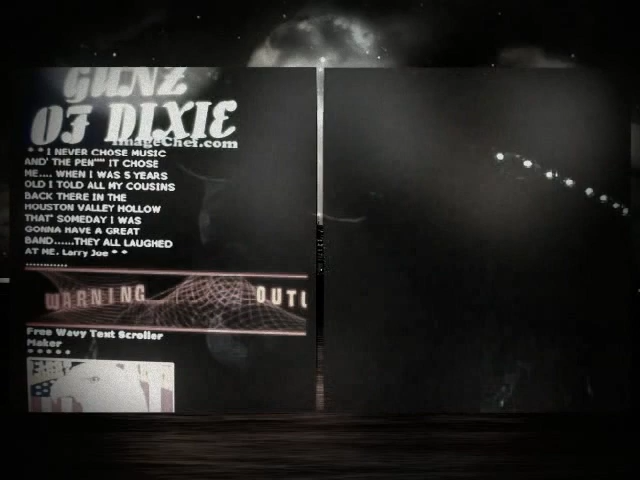 GUNZ
OF DIXIE
ImageChef.com
* * I NEVER CHOSE MUSIC
AND' THE PEN"" IT CHOSE
ME.... WHEN I WAS 5 YEARS
OLD I TOLD ALL MY COUSINS
BACK THERE IN THE
HOUSTON VALLEY HOLLOW
THAT" SOMEDAY I WAS
GONNA HAVE A GREAT
BAND......THEY ALL LAUGHED
AT ME. Larry Joe * *
............
WARNING OUTL
Free Wavy Text Scroller
Maker
* * * * *